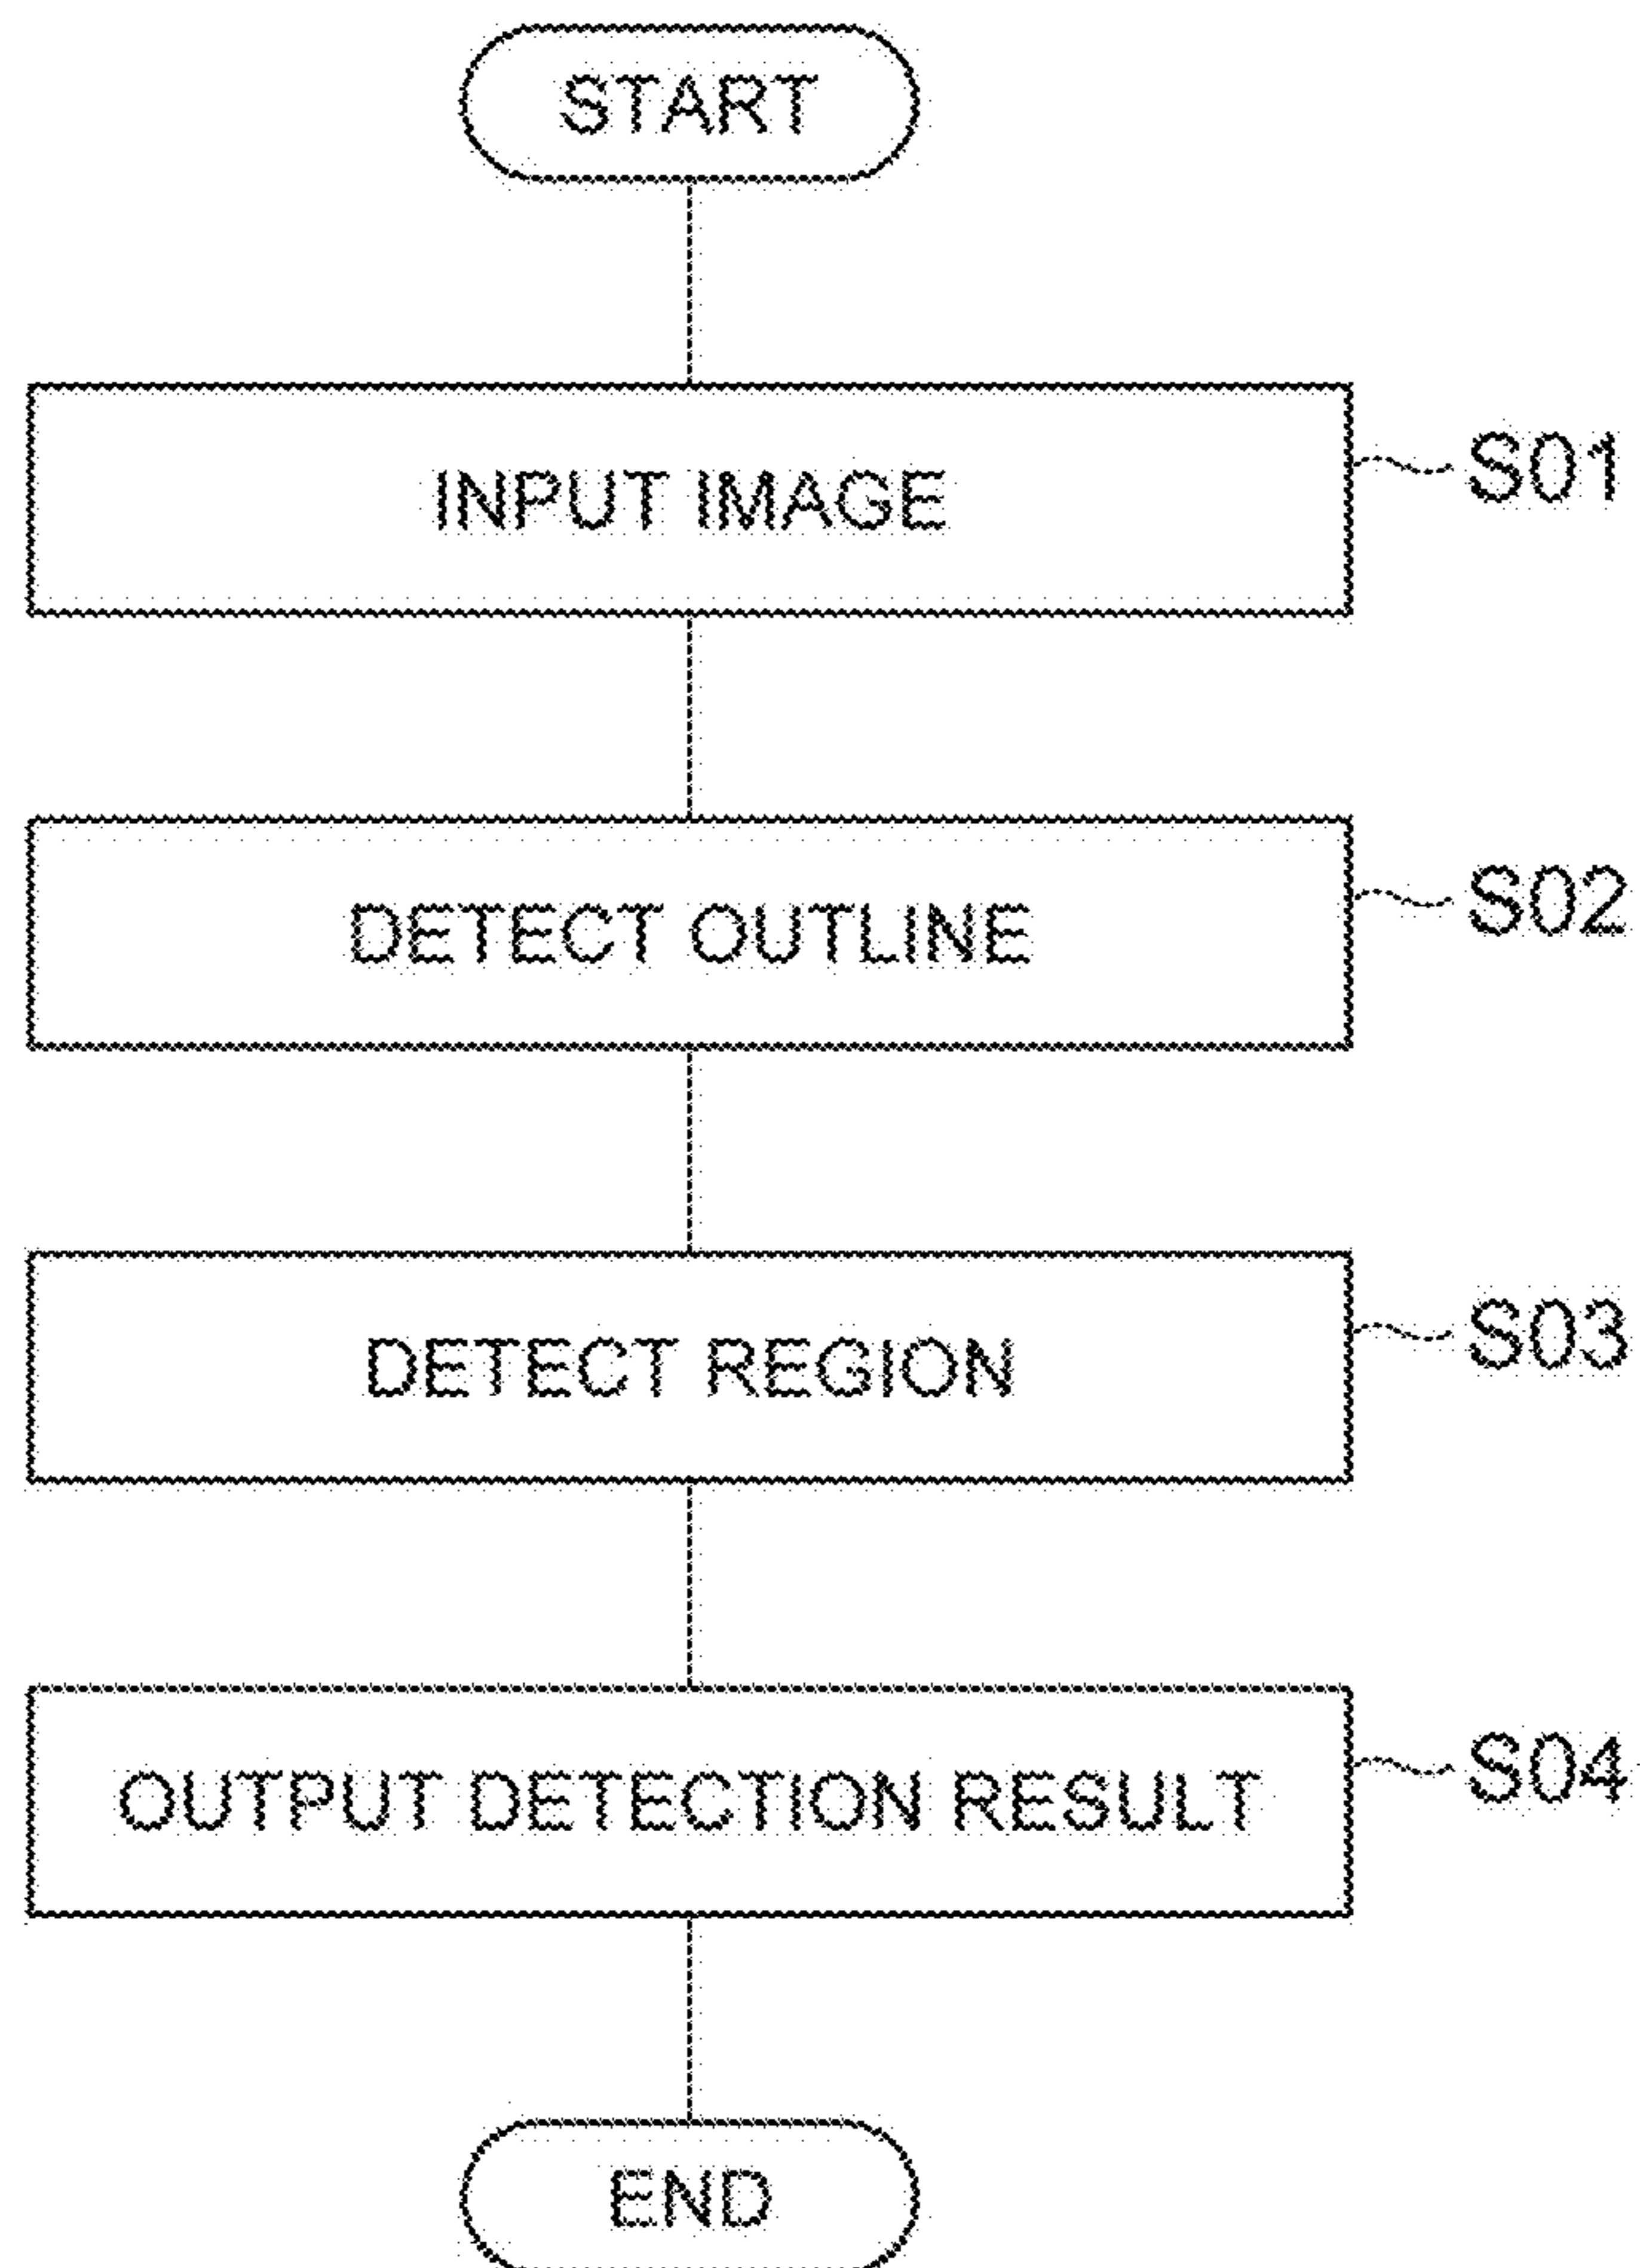 START
INPUT IMAGE
S01
DETECT OUTLINE
S02
DETECT REGION
S03
OUTPUT DETECTION RESULT
S04
END